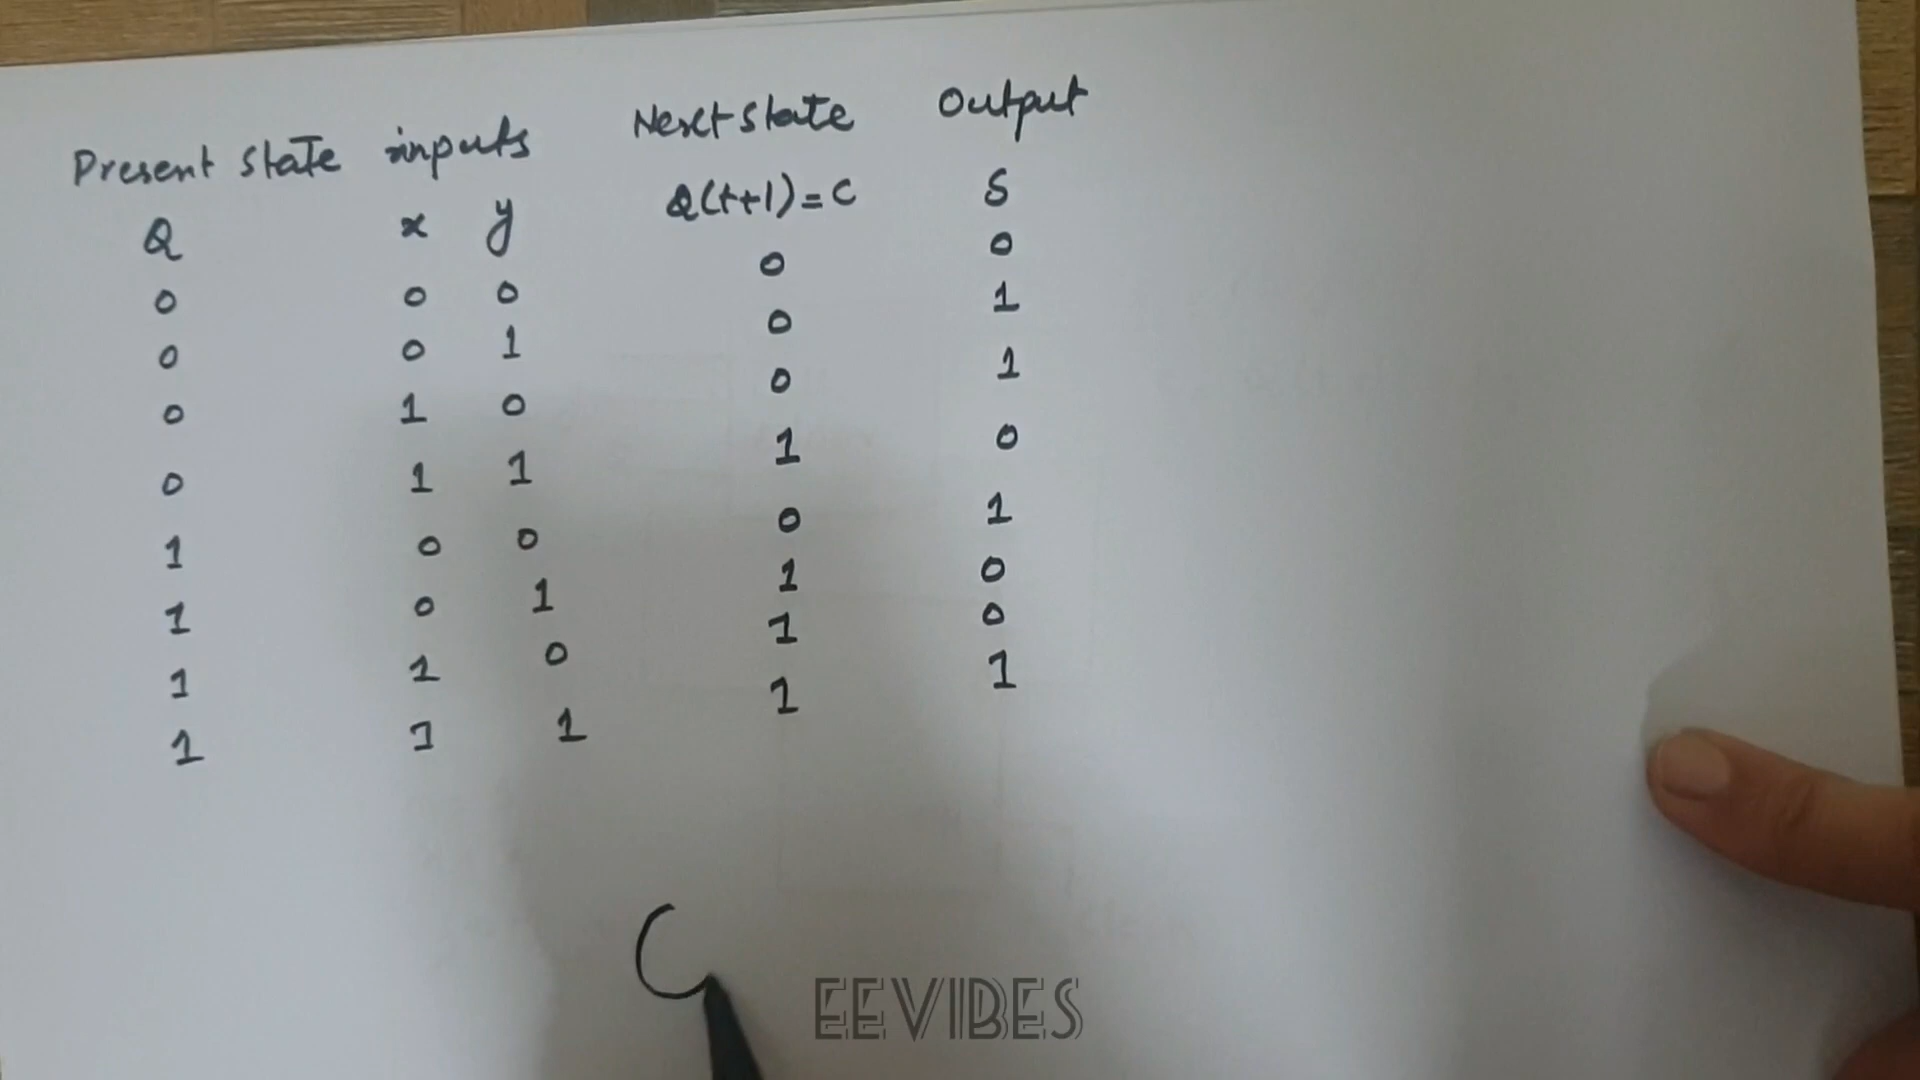 Present state inputs Next state Output
Q x y Q(t+1)=C S
0 0 0 0 0
0 0 1 0 1
0 1 0 0 1
0 1 1 1 0
1 0 0 0 1
1 0 1 1 0
1 1 0 1 0
1 1 1 1 1
C
EEVIBES